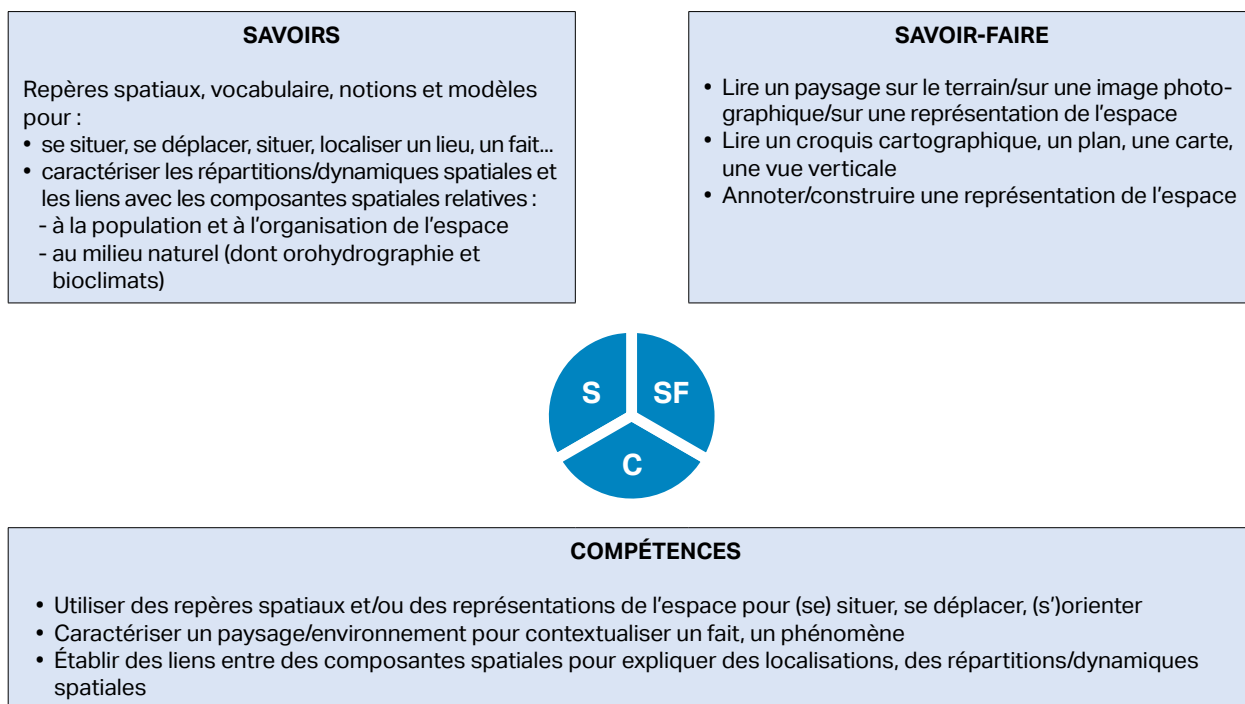 SAVOIRS
Repères spatiaux, vocabulaire, notions et modèles
pour :
• se situer, se déplacer, situer, localiser un lieu, un fait…
• caractériser les répartitions/dynamiques spatiales et
les liens avec les composantes spatiales relatives :
- à la population et à l'organisation de l'espace
- au milieu naturel (dont orohydrographie et
bioclimats)
SAVOIR-FAIRE
• Lire un paysage sur le terrain/sur une image photo-
graphique/sur une représentation de l'espace
• Lire un croquis cartographique, un plan, une carte,
une vue verticale
• Annoter/construire une représentation de l'espace
S
SF
C
COMPÉTENCES
• Utiliser des repères spatiaux et/ou des représentations de l'espace pour (se) situer, se déplacer, (s')orienter
• Caractériser un paysage/environnement pour contextualiser un fait, un phénomène
• Établir des liens entre des composantes spatiales pour expliquer des localisations, des répartitions/dynamiques
spatiales